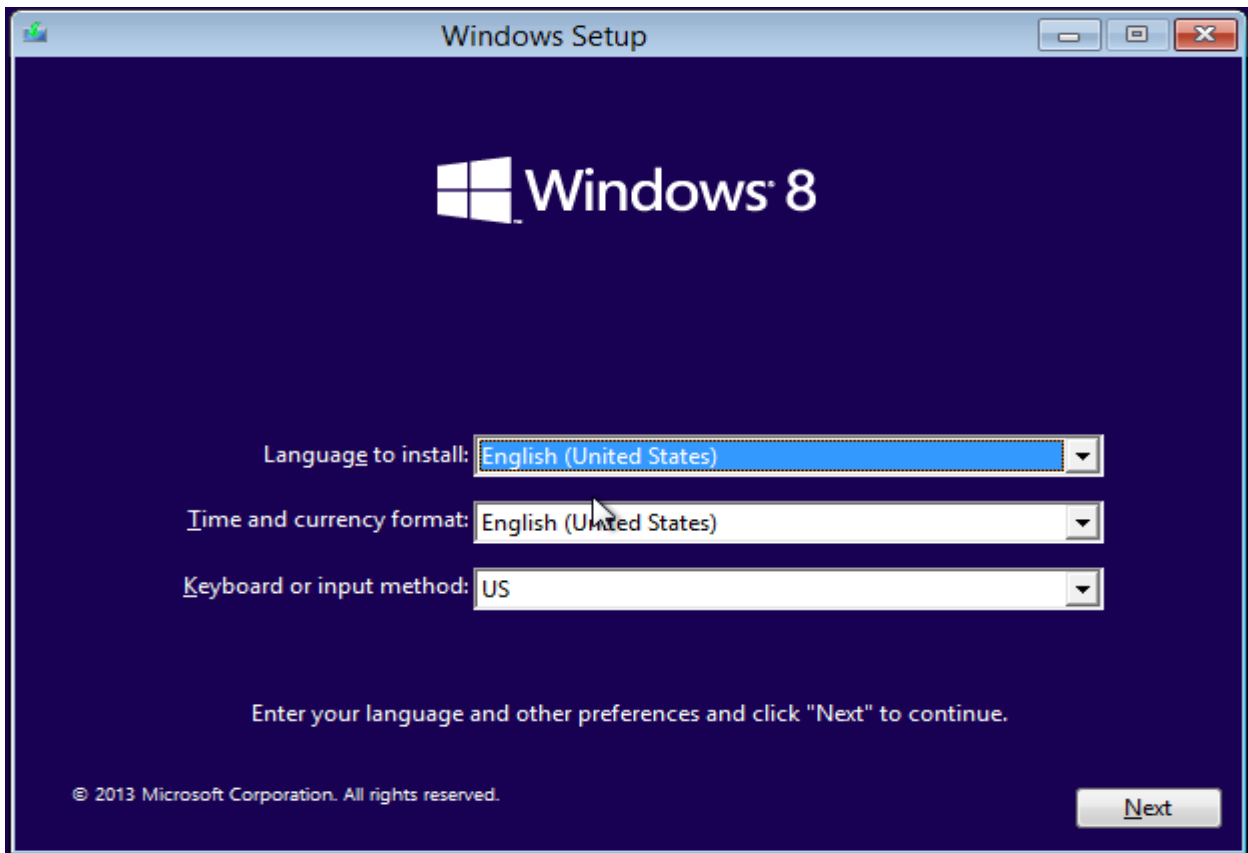 Windows Setup
Windows 8
Language to install: English (United States)
Time and currency format: English (United States)
Keyboard or input method: US
Enter your language and other preferences and click "Next" to continue.
© 2013 Microsoft Corporation. All rights reserved.
Next